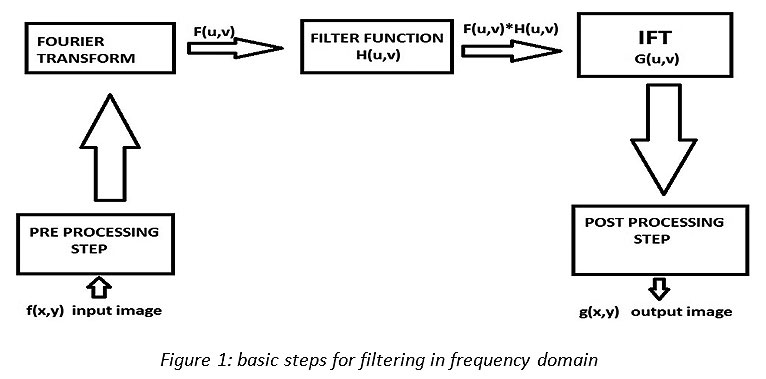 FOURIER
TRANSFORM
F(u,v)
FILTER FUNCTION
H(u,v)
F(u,v)*H(u,v)
IFT
G(u,v)
PRE PROCESSING
STEP
POST PROCESSING
STEP
f(x,y) input image
g(x,y) output image
Figure 1: basic steps for filtering in frequency domain